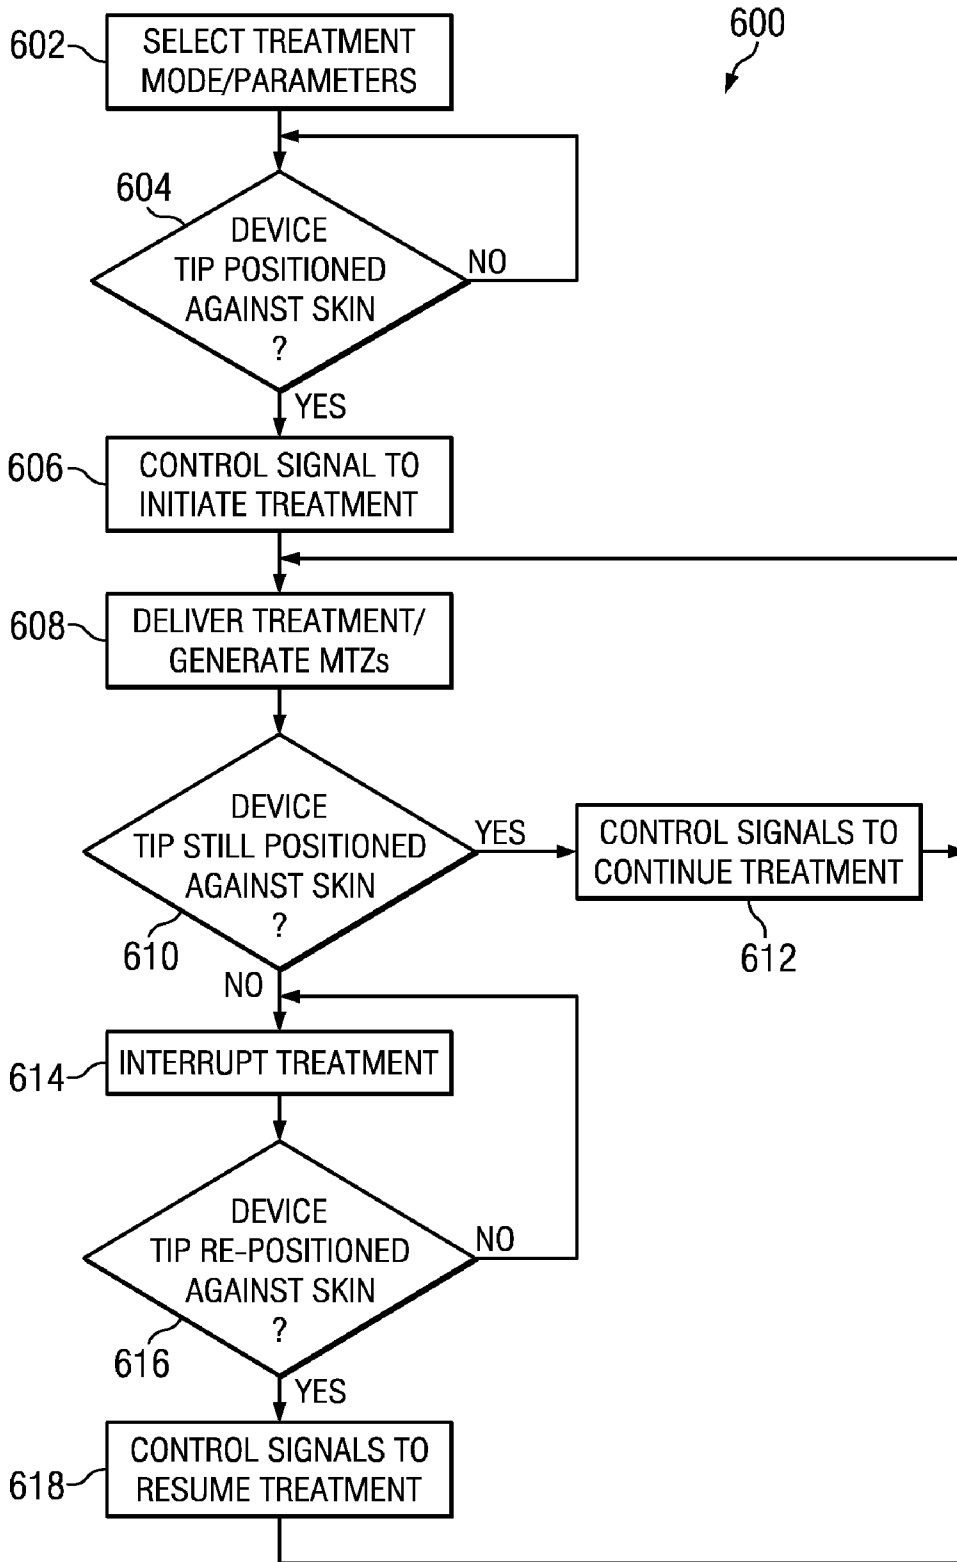 600
602
SELECT TREATMENT
MODE/PARAMETERS
604
DEVICE
TIP POSITIONED
AGAINST SKIN
?
NO
YES
606
CONTROL SIGNAL TO
INITIATE TREATMENT
608
DELIVER TREATMENT/
GENERATE MTZs
DEVICE
TIP STILL POSITIONED
AGAINST SKIN
?
610
YES
CONTROL SIGNALS TO
CONTINUE TREATMENT
612
NO
614
INTERRUPT TREATMENT
DEVICE
TIP RE-POSITIONED
AGAINST SKIN
?
616
NO
YES
618
CONTROL SIGNALS TO
RESUME TREATMENT